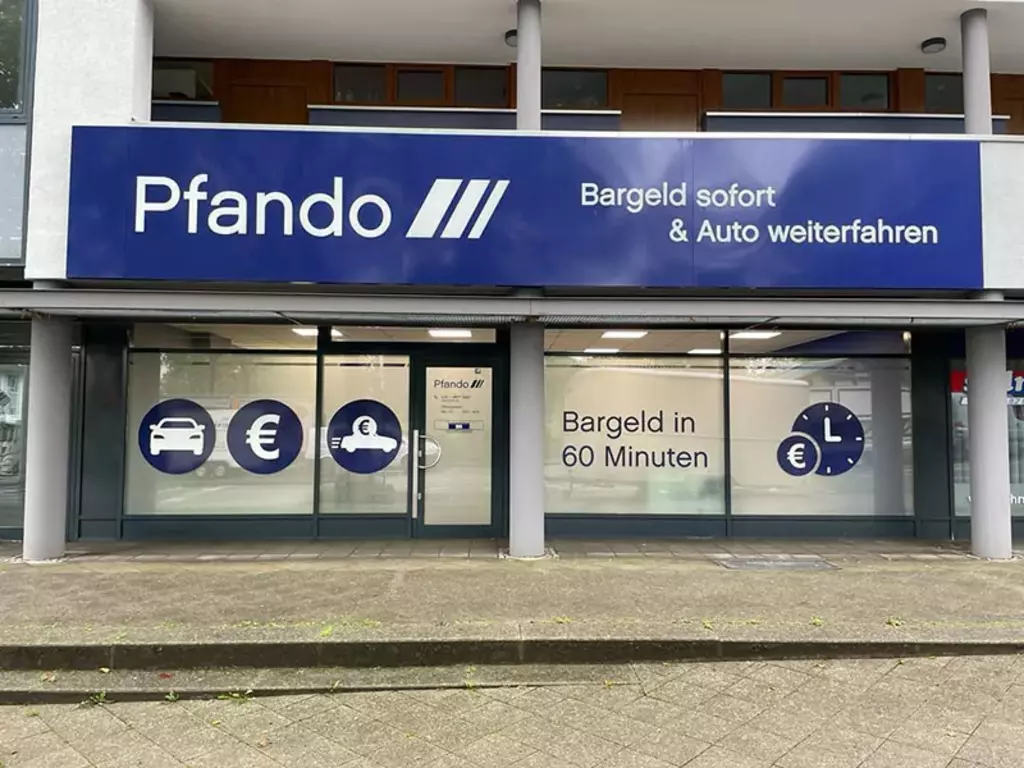 Pfando
Bargeld sofort
& Auto weiterfahren
€
€
Pfando
Bargeld in
60 Minuten
€